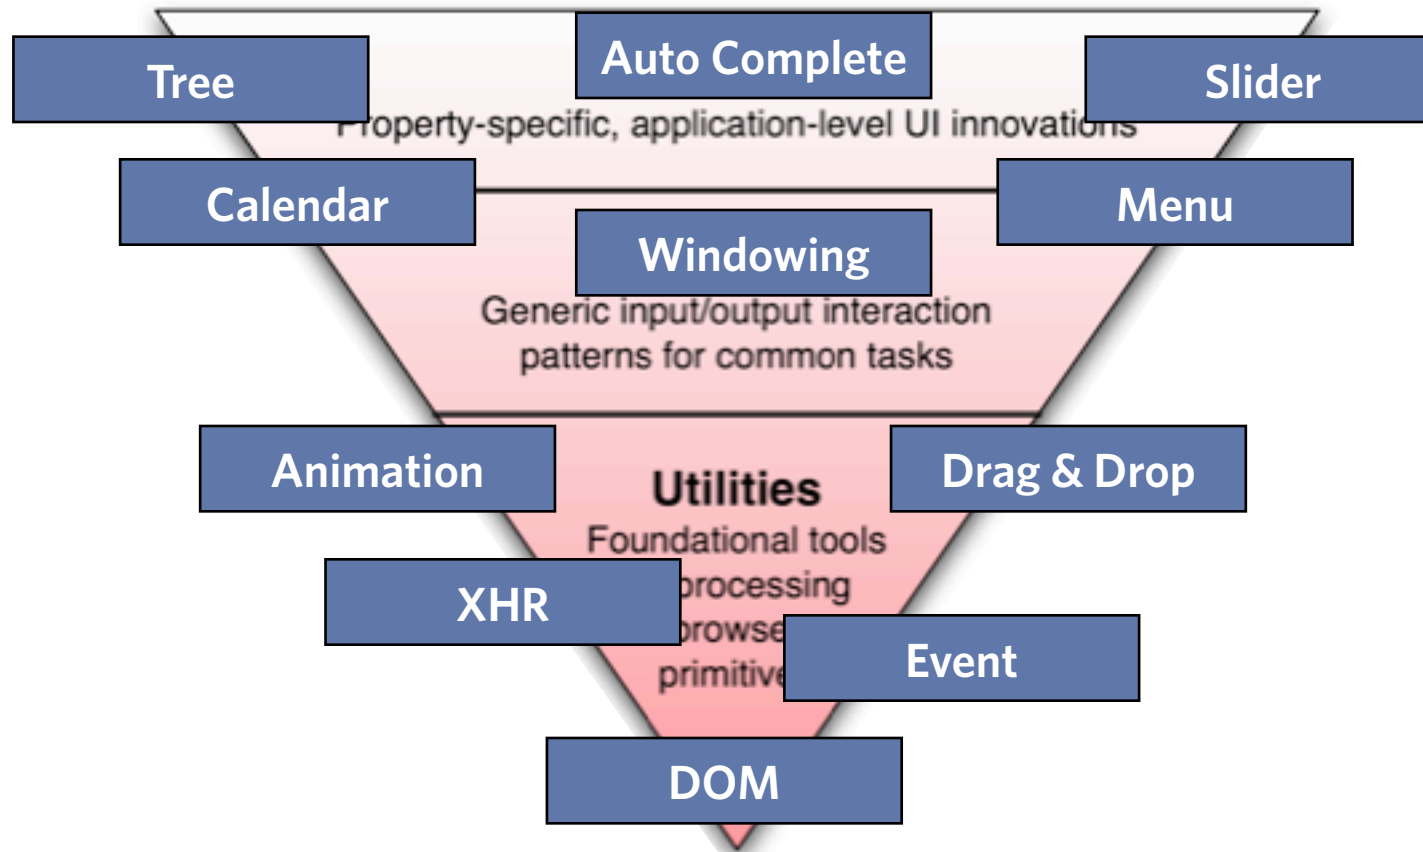 Auto Complete
Tree
Slider
Property-specific, application-level UI innovations
Calendar
Menu
Windowing
Generic input/output interaction
patterns for common tasks
Animation
Drag & Drop
Utilities
Foundational tools
processing
XHR
Event
DOM